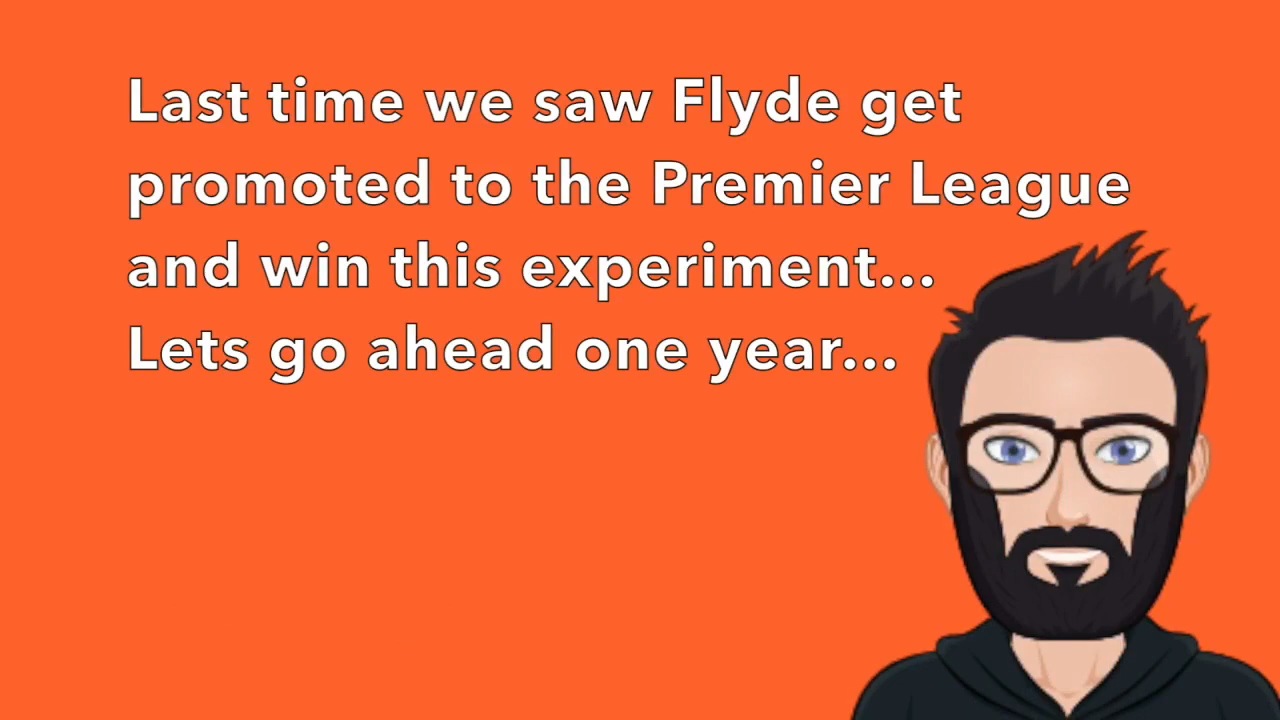 Last time we saw Flyde get
promoted to the Premier League
and win this experiment...
Lets go ahead one year...